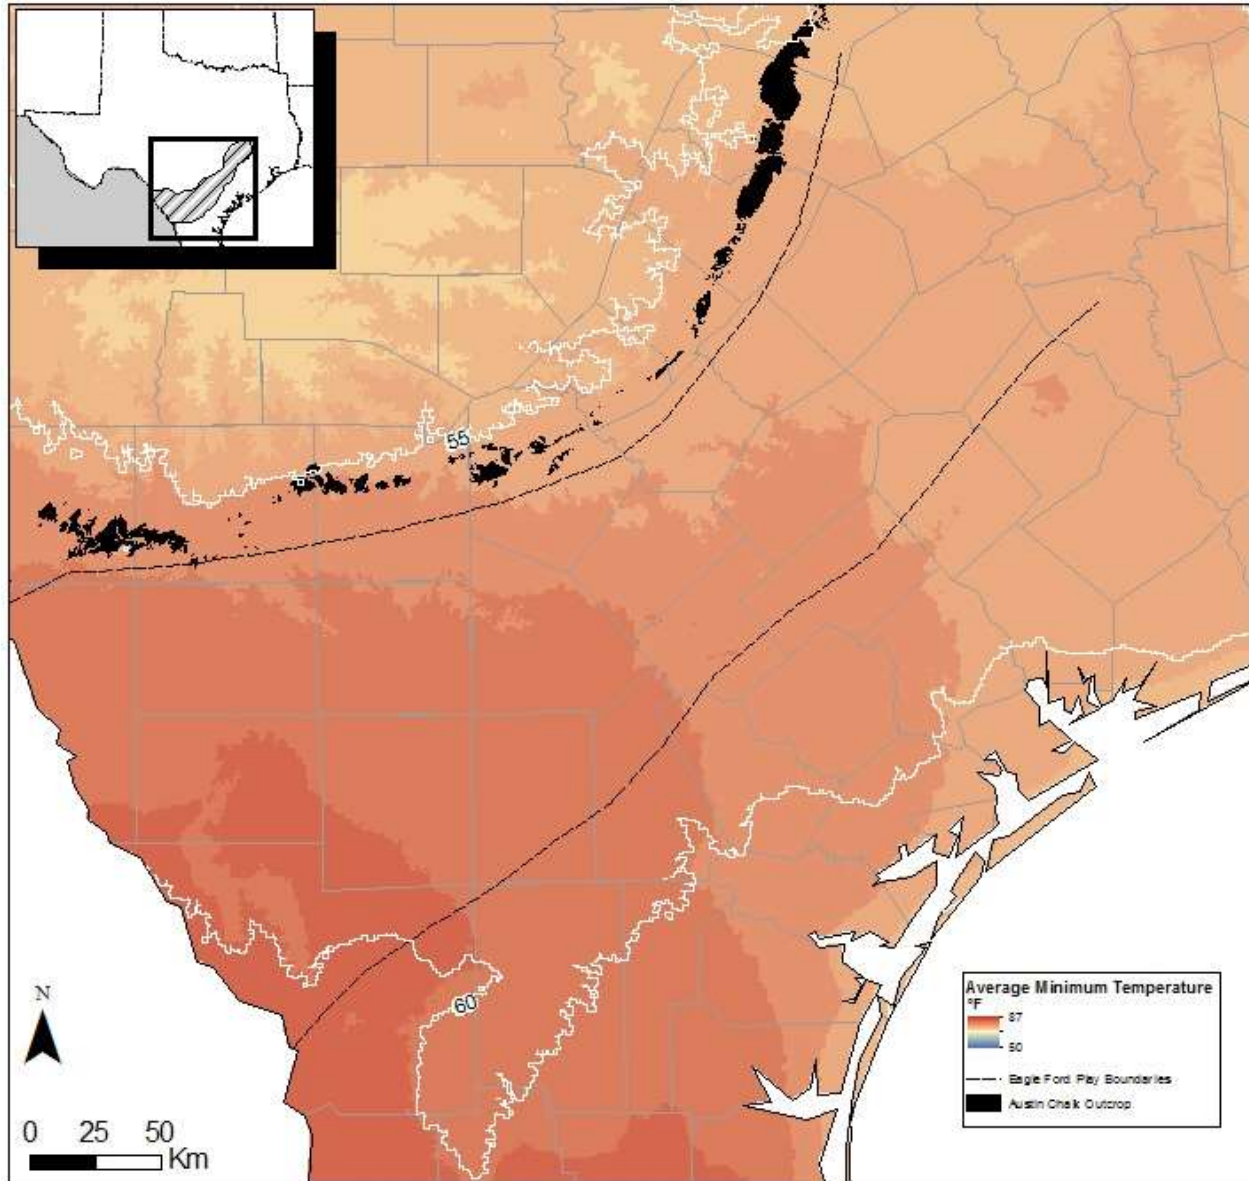 55
60
N
0 25 50
Km
Average Minimum Temperature
°F
87
50
Eagle Ford Play Boundaries
Austin Chalk Outcrop